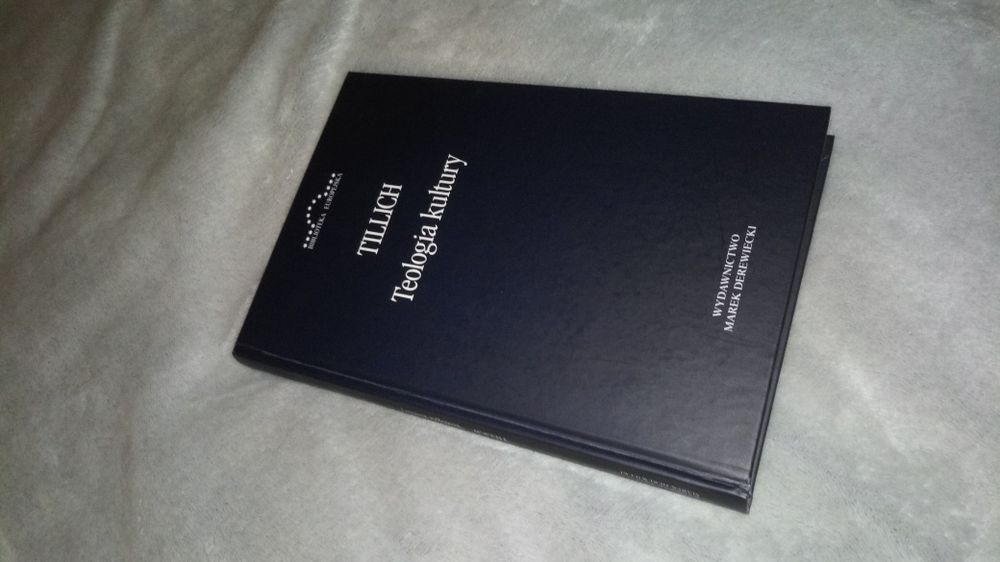 BIBLIOTEKA EUROPEJSKA
TILLICH
Teologia kultury
WYDAWNICTWO
MAREK DEREWIECKI